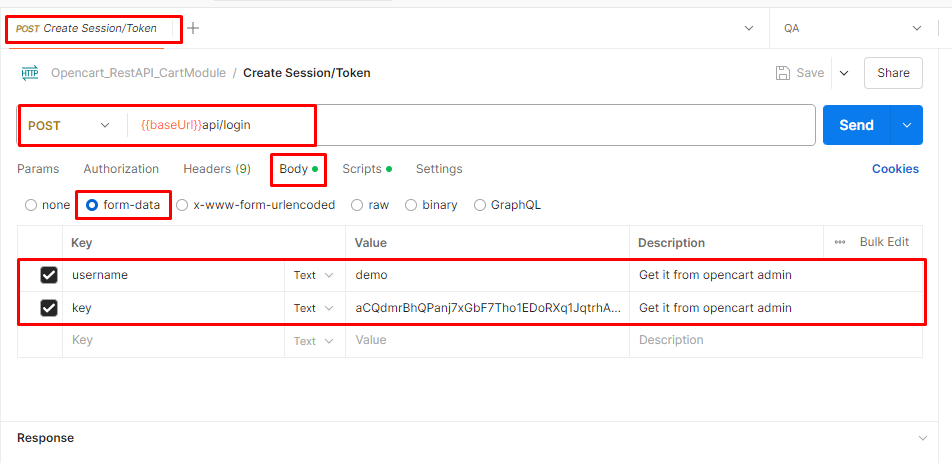 POST Create Session/Token
QA
HTTP Opencart_RestAPI_CartModule / Create Session/Token Save Share
POST {{baseUrl}}api/login Send
Params Authorization Headers (9) Body Scripts Settings Cookies
none form-data x-www-form-urlencoded raw binary GraphQL
Key Value Description ••• Bulk Edit
username Text demo Get it from opencart admin
key Text aCQdmrBhQPanj7xGbF7Tho1EDoRXq1JqtrhA... Get it from opencart admin
Key Text Value Description
Response